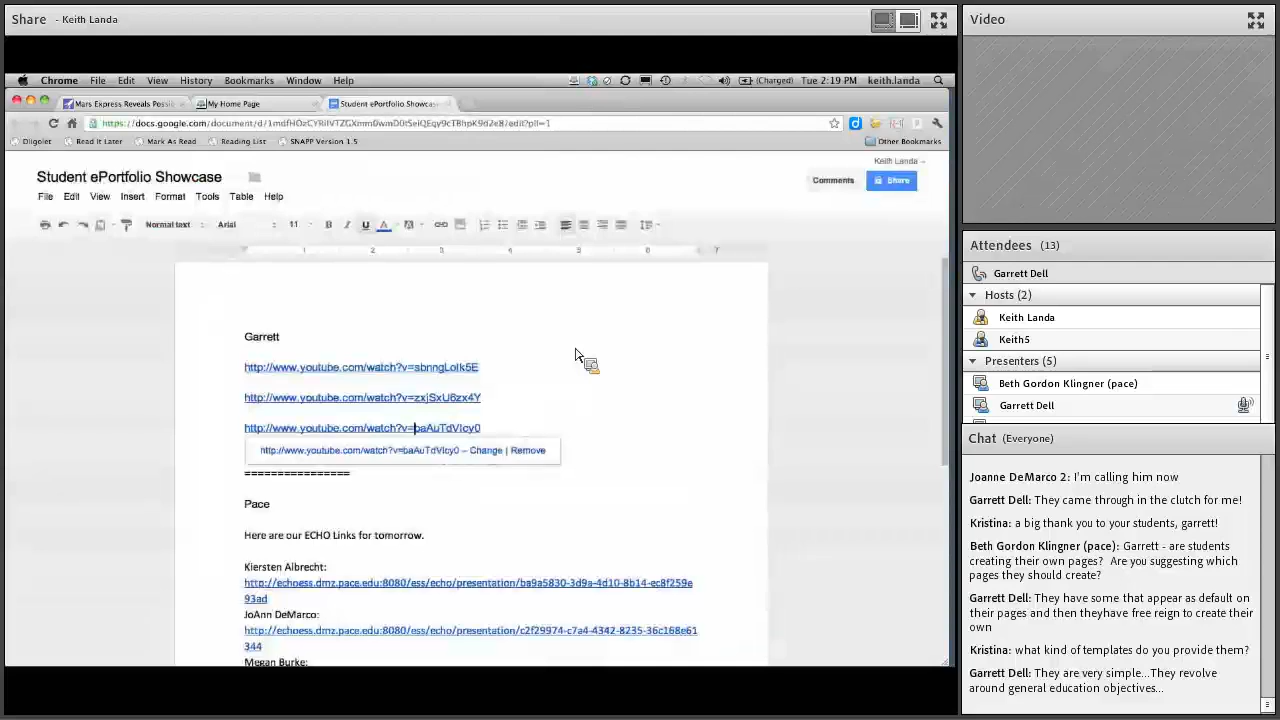 Share - Keith Landa
Chrome File Edit View History Bookmarks Window Help (Charged) Tue 2:19 PM keith.landa
Mars Express Reveals Possi My Home Page Student ePortfolio Showcas
Diigolet Read It Later Mark As Read Reading List SNAPP Version 1.5 Other Bookmarks
Keith Landa
Student ePortfolio Showcase
Comments Share
File Edit View Insert Format Tools Table Help
Normal text Arial 11 B I U A
1 2 3 4 5 6 7
Garrett
http://www.youtube.com/watch?v=sbnngLoIk5E
http://www.youtube.com/watch?v=zxjSxU6zx4Y
http://www.youtube.com/watch?v=baAuTdVIcy0
http://www.youtube.com/watch?v=baAuTdVIcy0 – Change | Remove
================
Pace
Here are our ECHO Links for tomorrow.
Kiersten Albrecht:
http://echoess.dmz.pace.edu:8080/ess/echo/presentation/ba9a5830-3d9a-4d10-8b14-ec8f259e
93ad
JoAnn DeMarco:
http://echoess.dmz.pace.edu:8080/ess/echo/presentation/c2f29974-c7a4-4342-8235-36c168e61
344
Megan Burke:
Video
Attendees (13)
Garrett Dell
Hosts (2)
Keith Landa
Keith5
Presenters (5)
Beth Gordon Klingner (pace)
Garrett Dell
Chat (Everyone)
Joanne DeMarco 2: I'm calling him now
Garrett Dell: They came through in the clutch for me!
Kristina: a big thank you to your students, garrett!
Beth Gordon Klingner (pace): Garrett - are students
creating their own pages? Are you suggesting which
pages they should create?
Garrett Dell: They have some that appear as default on
their pages and then theyhave free reign to create their
own
Kristina: what kind of templates do you provide them?
Garrett Dell: They are very simple...They revolve
around general education objectives...